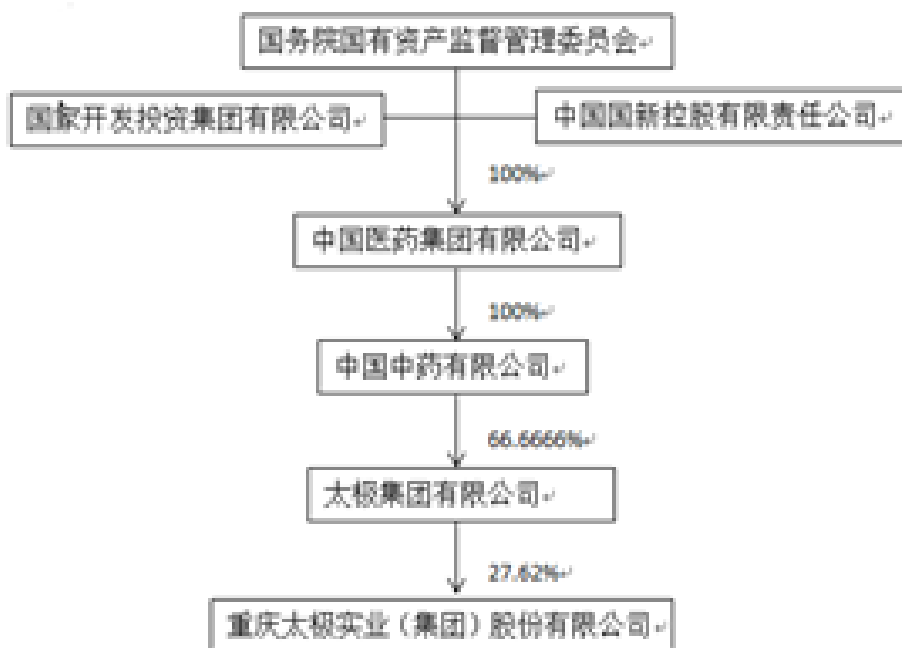 国务院国有资产监督管理委员会
国家开发投资集团有限公司
中国国新控股有限责任公司
100%
中国医药集团有限公司
100%
中国中药有限公司
66.6666%
太极集团有限公司
27.62%
重庆太极实业（集团）股份有限公司